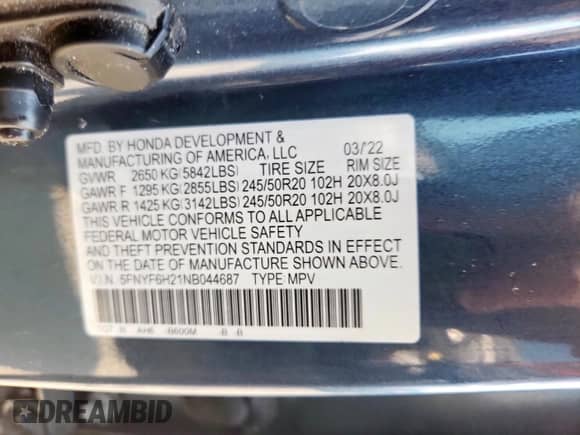 MFD. BY HONDA DEVELOPMENT &
MANUFACTURING OF AMERICA, LLC 03/'22
GVWR 2650 KG(5842LBS) TIRE SIZE RIM SIZE
GAWR F 1295 KG(2855LBS) 245/50R20 102H 20X8.0J
GAWR R 1425 KG(3142LBS) 245/50R20 102H 20X8.0J
THIS VEHICLE CONFORMS TO ALL APPLICABLE
FEDERAL MOTOR VEHICLE SAFETY
AND THEFT PREVENTION STANDARDS IN EFFECT
ON THE DATE OF MANUFACTURE SHOWN ABOVE.
V.I.N. 5FNYF6H21NB044687 TYPE MPV
-B600M -B -B
DREAMBID